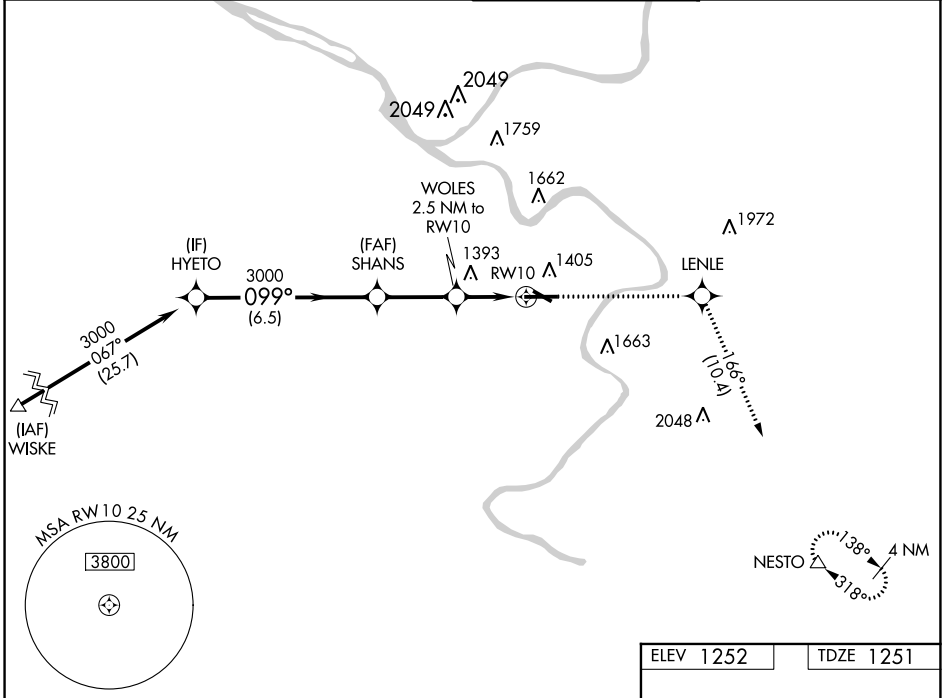 2049
2049
1759
1662
WOLES
2.5 NM to
RW10
1972
(IF)
HYETO
(FAF)
SHANS
1393
RW10
1405
LENLE
3000
099°
(6.5)
3000
067°
(25.7)
1663
166°
(10.4)
(IAF)
WISKE
2048
MSA RW10 25 NM
3800
NESTO
138°
318°
4 NM
ELEV 1252
TDZE 1251